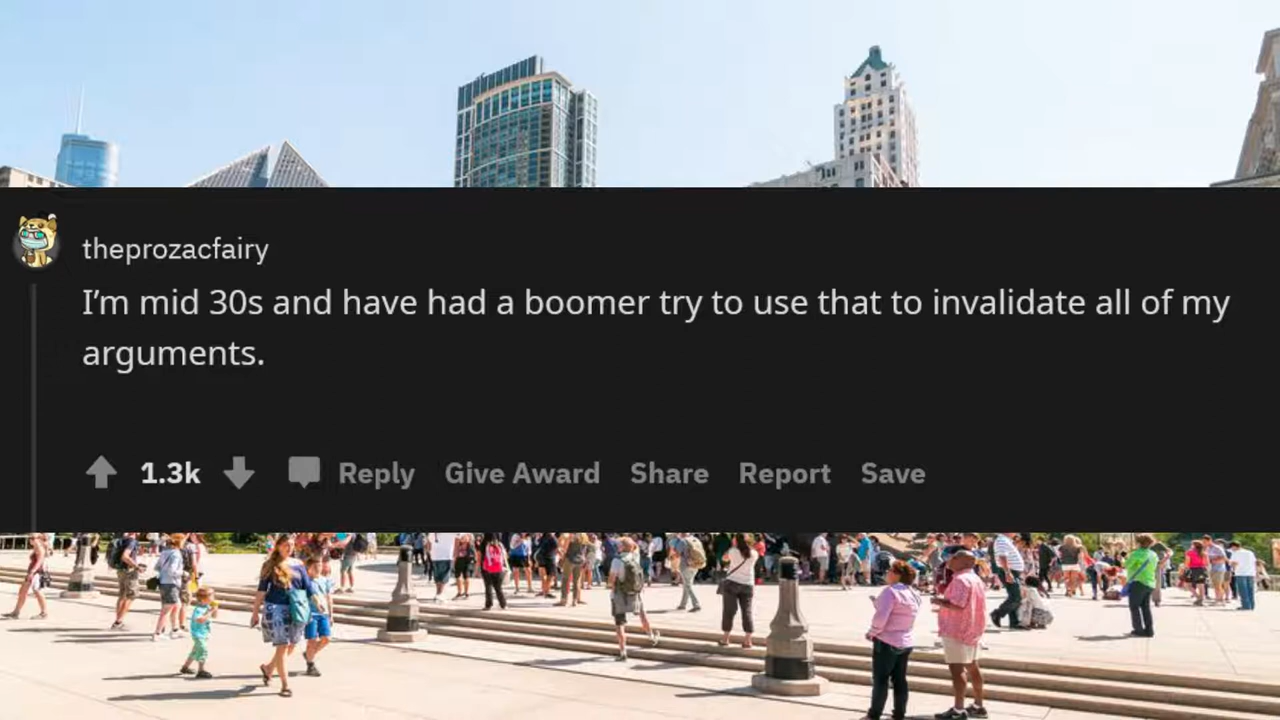 theprozacfairy
I’m mid 30s and have had a boomer try to use that to invalidate all of my
arguments.
1.3k Reply Give Award Share Report Save